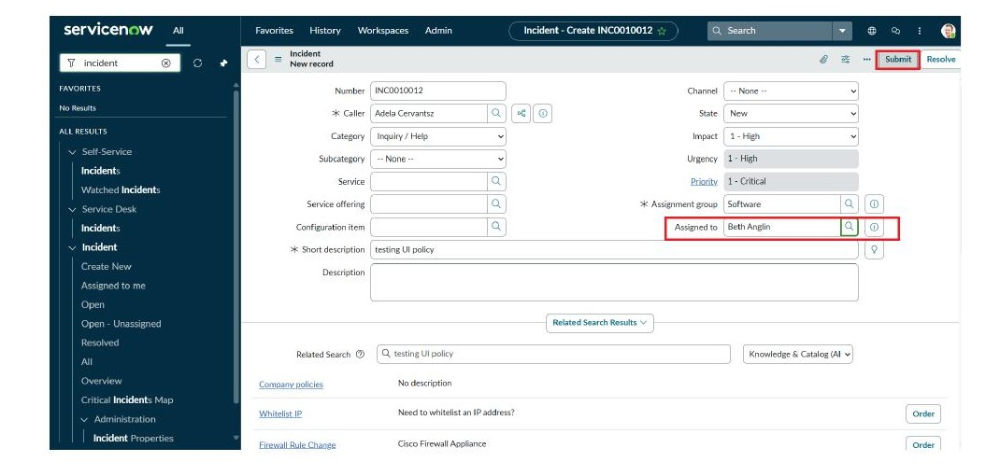 servicenow All Favorites History Workspaces Admin Incident - Create INC0010012 Search
incident
Incident
New record
Submit Resolve
FAVORITES
No Results
ALL RESULTS
Self-Service
Incidents
Watched Incidents
Service Desk
Incidents
Incident
Create New
Assigned to me
Open
Open - Unassigned
Resolved
All
Overview
Critical Incidents Map
Administration
Incident Properties
Number INC0010012
Channel -- None --
Caller Adela Cervantsz
State New
Category Inquiry / Help
Impact 1 - High
Subcategory -- None --
Urgency 1 - High
Service
Priority 1 - Critical
Service offering
Assignment group Software
Configuration item
Assigned to Beth Anglin
Short description testing UI policy
Description
Related Search Results
Related Search testing UI policy Knowledge & Catalog (Al
Company policies No description
Whitelist IP Need to whitelist an IP address? Order
Firewall Rule Change Cisco Firewall Appliance Order